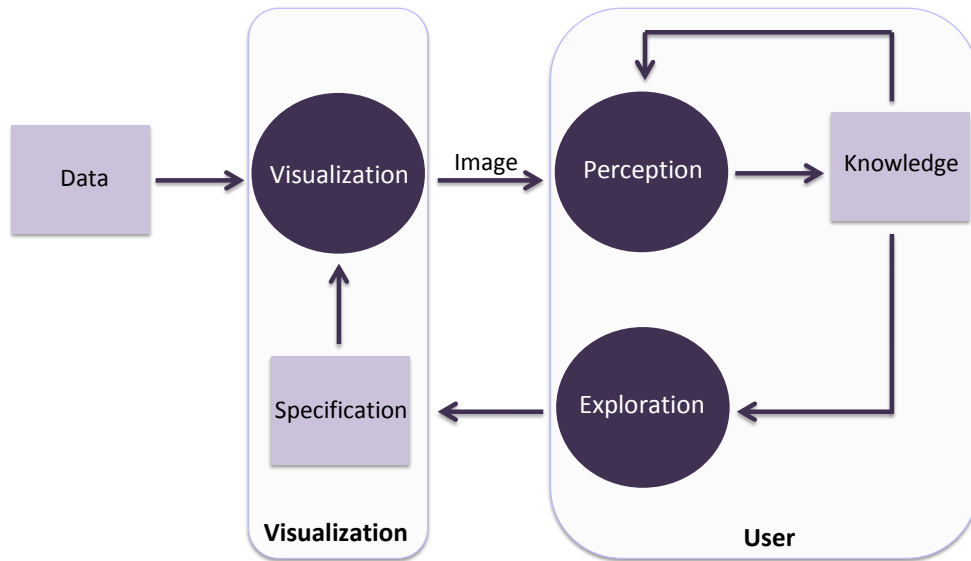 Data
Visualization
Image
Perception
Knowledge
Specification
Exploration
Visualization
User